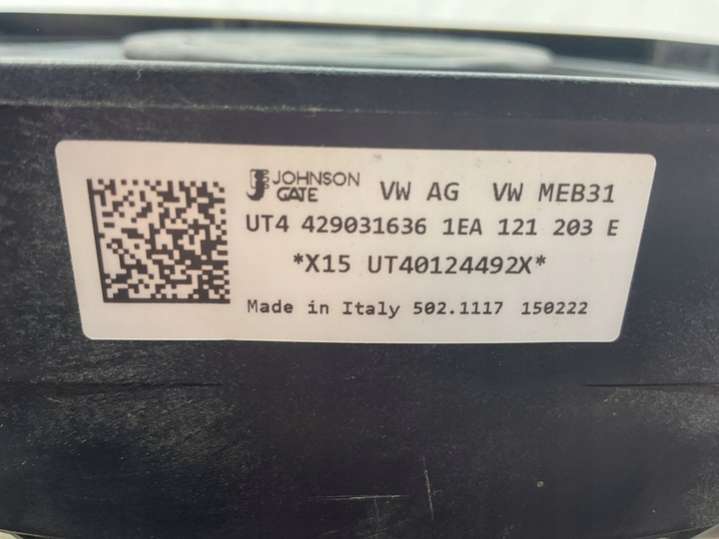 JOHNSON
GATE
VW AG VW MEB31
UT4 429031636 1EA 121 203 E
*X15 UT40124492X*
Made in Italy 502.1117 150222